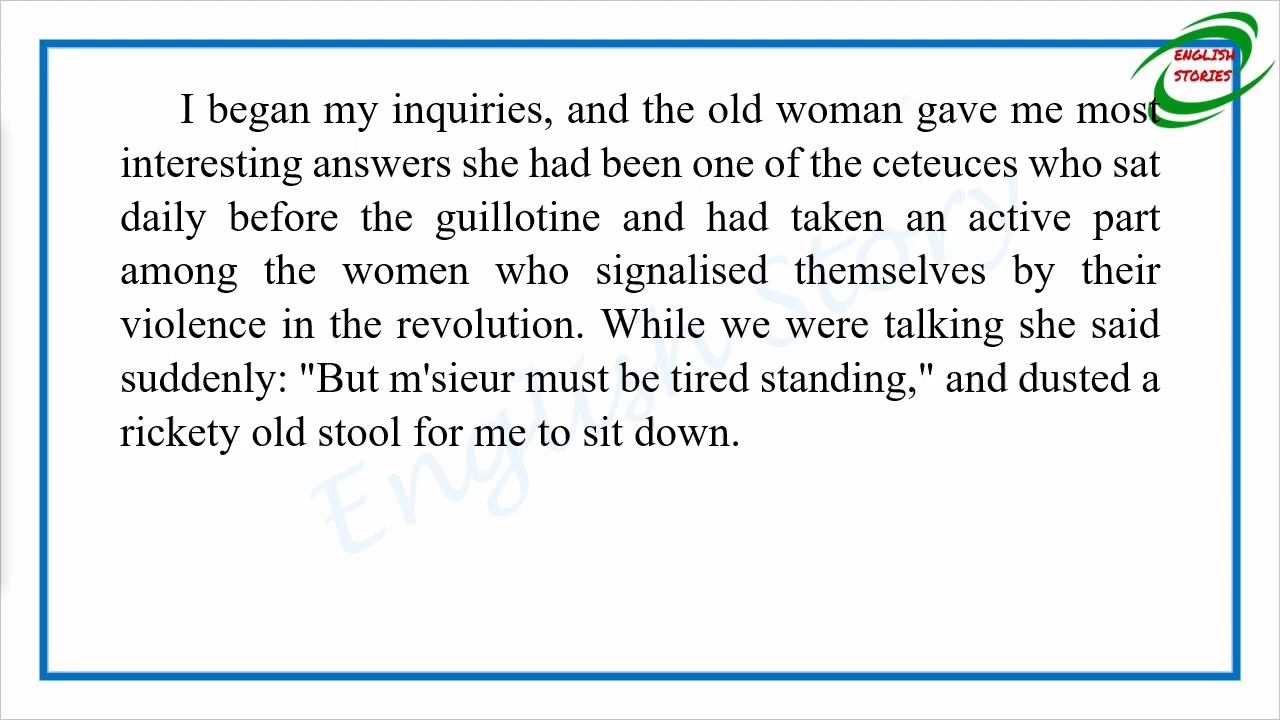 ENGLISH
STORIES
I began my inquiries, and the old woman gave me most
interesting answers she had been one of the ceteuces who sat
daily before the guillotine and had taken an active part
among the women who signalised themselves by their
violence in the revolution. While we were talking she said
suddenly: "But m'sieur must be tired standing," and dusted a
rickety old stool for me to sit down.
English Story